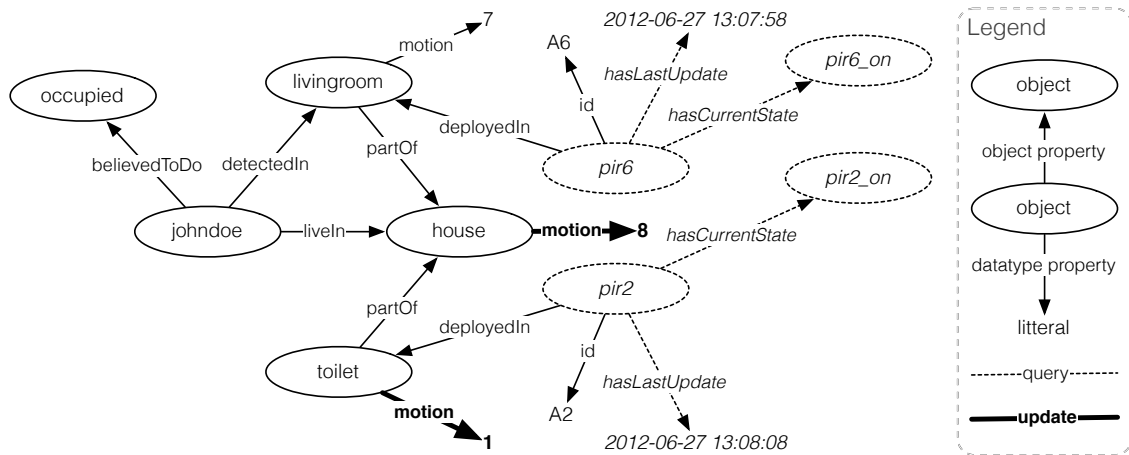 2012-06-27 13:07:58
7
Legend
motion
A6
pir6_on
hasLastUpdate
livingroom
object
occupied
id
hasCurrentState
deployedIn
partOf
object property
believedToDo
detectedIn
pir6
pir2_on
object
johndoe
liveIn
house
motion
8
hasCurrentState
datatype property
pir2
partOf
deployedIn
litteral
id
toilet
query
hasLastUpdate
motion
A2
update
1
2012-06-27 13:08:08